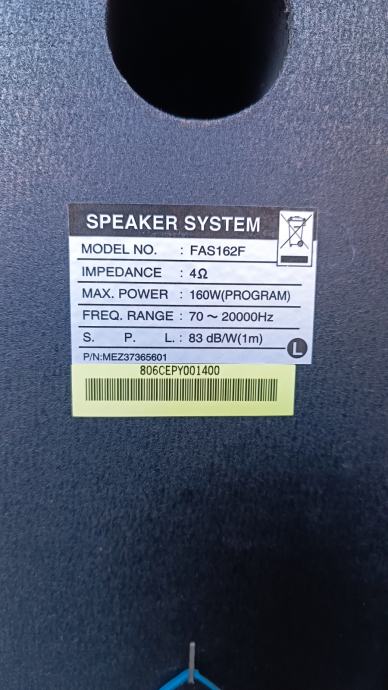 SPEAKER SYSTEM
MODEL NO. : FAS162F
IMPEDANCE : 4Ω
MAX. POWER : 160W(PROGRAM)
FREQ. RANGE : 70 ~ 20000Hz
S. P. L. : 83 dB/W(1m)
P/N:MEZ37365601
L
806CEPY001400